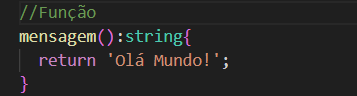 //Função
mensagem():string{
return 'Olá Mundo!';
}